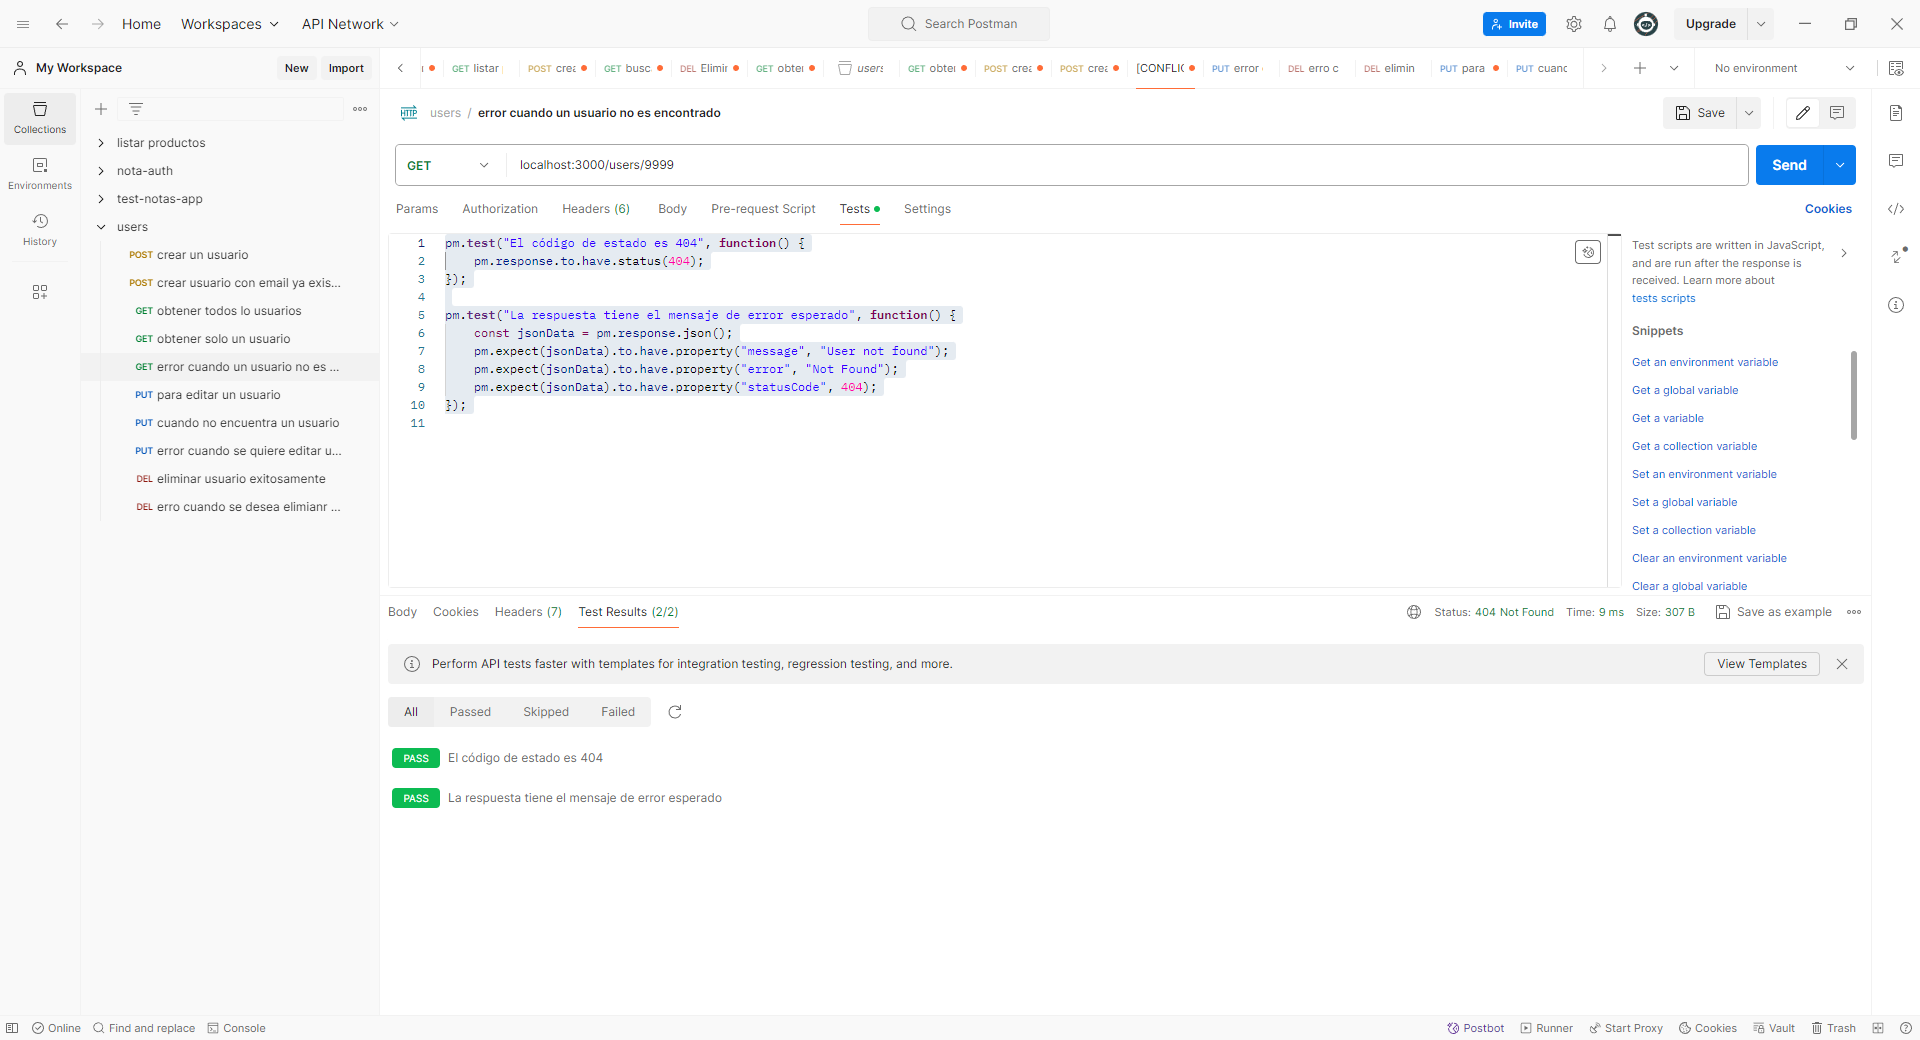 Home
Workspaces
API Network
Search Postman
Invite
Upgrade
My Workspace
New
Import
GET listar
POST crea
GET busc
DEL Elimir
GET obter
users
GET obter
POST crea
POST crea
[CONFLIC
PUT error
DEL erro c
DEL elimin
PUT para
PUT cuand
No environment
Collections
Environments
History
listar productos
nota-auth
test-notas-app
users
POST crear un usuario
POST crear usuario con email ya exis...
GET obtener todos lo usuarios
GET obtener solo un usuario
GET error cuando un usuario no es ...
PUT para editar un usuario
PUT cuando no encuentra un usuario
PUT error cuando se quiere editar u...
DEL eliminar usuario exitosamente
DEL erro cuando se desea elimianr ...
HTTP users / error cuando un usuario no es encontrado
Save
GET
localhost:3000/users/9999
Send
Params
Authorization
Headers (6)
Body
Pre-request Script
Tests
Settings
Cookies
1 pm.test("El código de estado es 404", function() {
2 pm.response.to.have.status(404);
3 });
4
5 pm.test("La respuesta tiene el mensaje de error esperado", function() {
6 const jsonData = pm.response.json();
7 pm.expect(jsonData).to.have.property("message", "User not found");
8 pm.expect(jsonData).to.have.property("error", "Not Found");
9 pm.expect(jsonData).to.have.property("statusCode", 404);
10 });
11
Test scripts are written in JavaScript,
and are run after the response is
received. Learn more about
tests scripts
Snippets
Get an environment variable
Get a global variable
Get a variable
Get a collection variable
Set an environment variable
Set a global variable
Set a collection variable
Clear an environment variable
Clear a global variable
Body
Cookies
Headers (7)
Test Results (2/2)
Status: 404 Not Found
Time: 9 ms
Size: 307 B
Save as example
Perform API tests faster with templates for integration testing, regression testing, and more.
View Templates
All
Passed
Skipped
Failed
PASS El código de estado es 404
PASS La respuesta tiene el mensaje de error esperado
Online
Find and replace
Console
Postbot
Runner
Start Proxy
Cookies
Vault
Trash